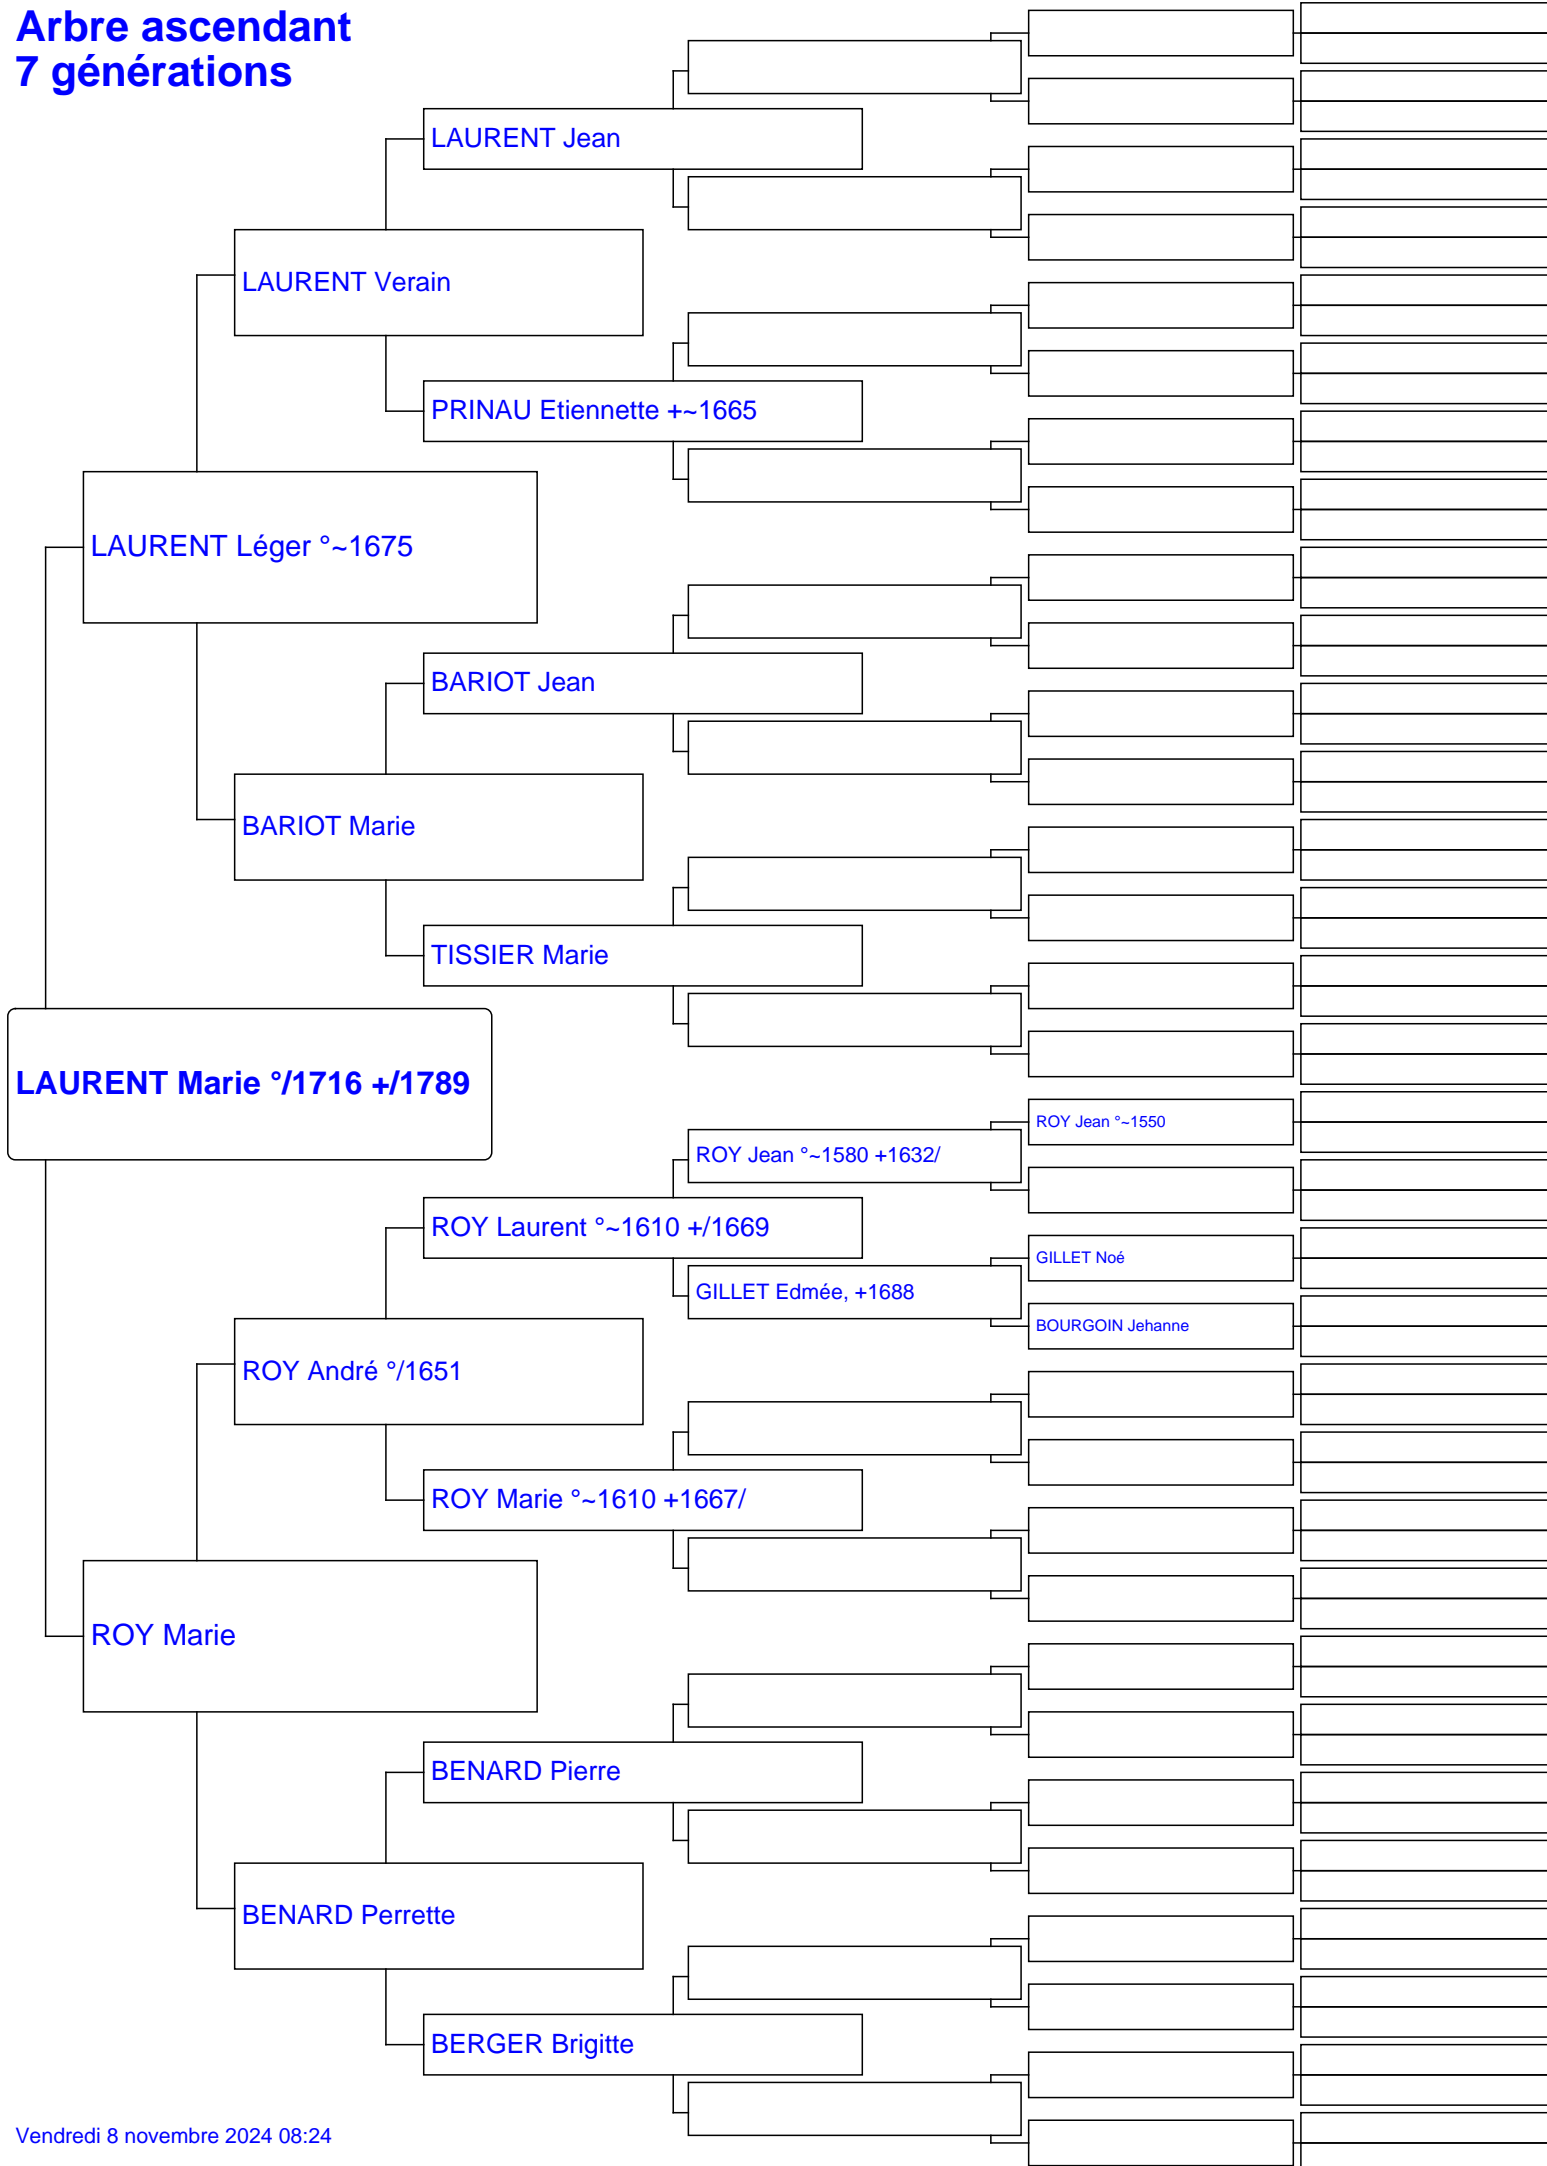 Arbre ascendant
7 générations
LAURENT Jean
LAURENT Verain
PRINAU Etiennette +~1665
LAURENT Léger °~1675
BARIOT Jean
BARIOT Marie
TISSIER Marie
LAURENT Marie °/1716 +/1789
ROY Jean °~1550
ROY Jean °~1580 +1632/
ROY Laurent °~1610 +/1669
GILLET Noé
GILLET Edmée, +1688
BOURGOIN Jehanne
ROY André °/1651
ROY Marie °~1610 +1667/
ROY Marie
BENARD Pierre
BENARD Perrette
BERGER Brigitte
Vendredi 8 novembre 2024 08:24